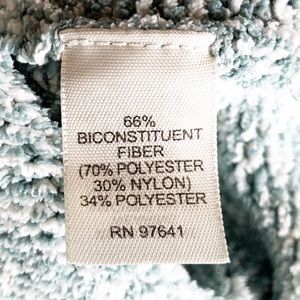 66%
BICONSTITUENT
FIBER
(70% POLYESTER
30% NYLON)
34% POLYESTER
RN 97641